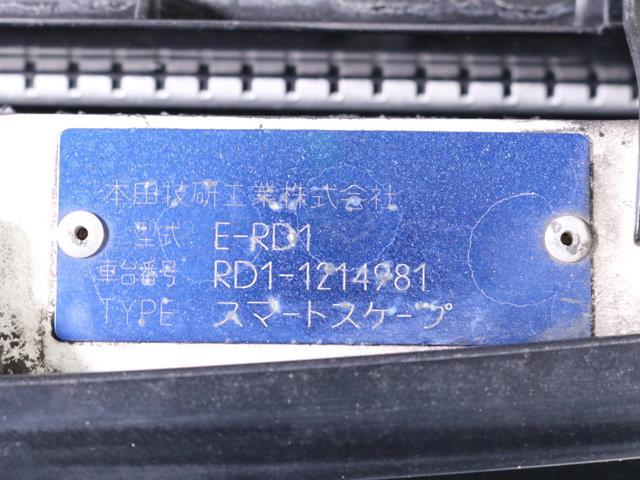 本田技研工業株式会社
型式 E-RD1
車台番号 RD1-1214981
TYPE スマートスケープ